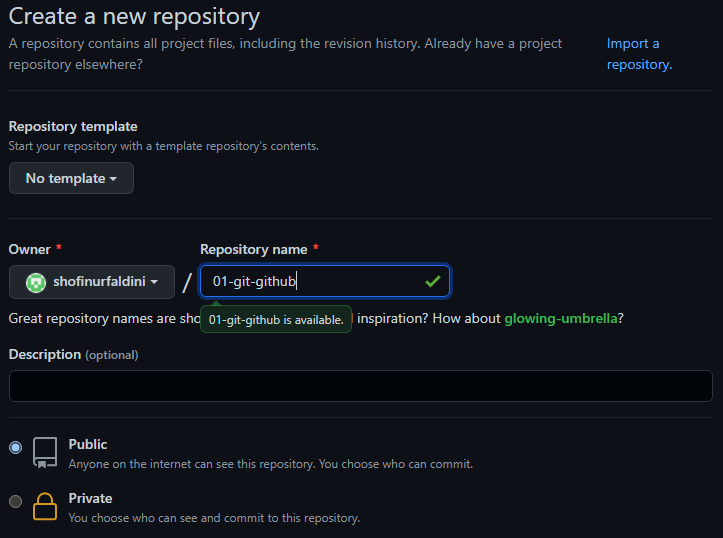 Create a new repository
A repository contains all project files, including the revision history. Already have a project
repository elsewhere?
Import a
repository.
Repository template
Start your repository with a template repository's contents.
No template
Owner *
Repository name *
shofinurfaldini
/
01-git-github
Great repository names are sho
inspiration? How about glowing-umbrella?
01-git-github is available.
Description (optional)
Public
Anyone on the internet can see this repository. You choose who can commit.
Private
You choose who can see and commit to this repository.